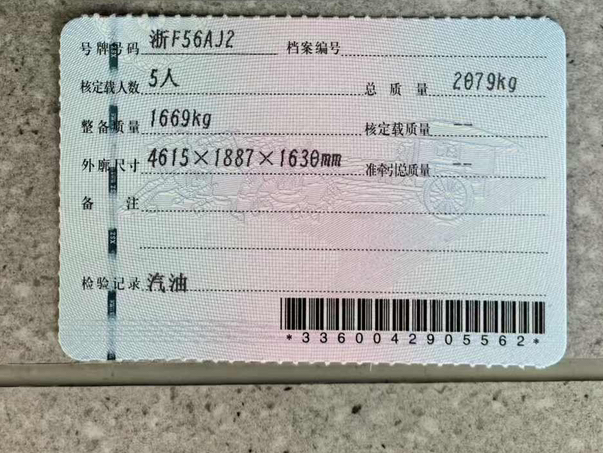 号牌号码 浙F56AJ2 档案编号
核定载人数 5人 总质量 2079kg
整备质量 1669kg 核定载质量 --
外廓尺寸 4615×1887×1630mm 准牵引总质量 --
备注
检验记录 汽油
*3360042905562*